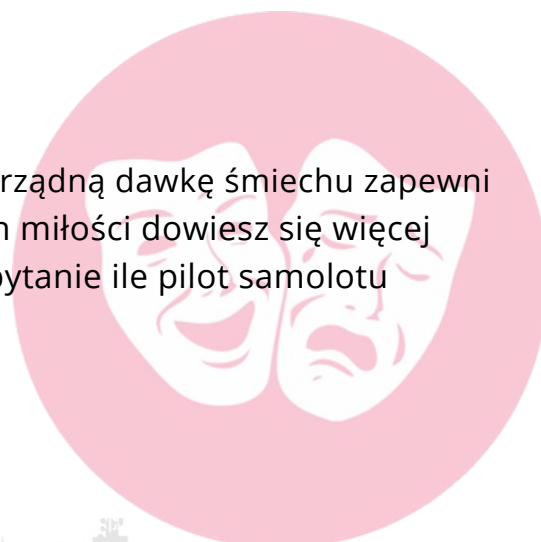 rządną dawkę śmiechu zapewni
miłości dowiesz się więcej
pytanie ile pilot samolotu